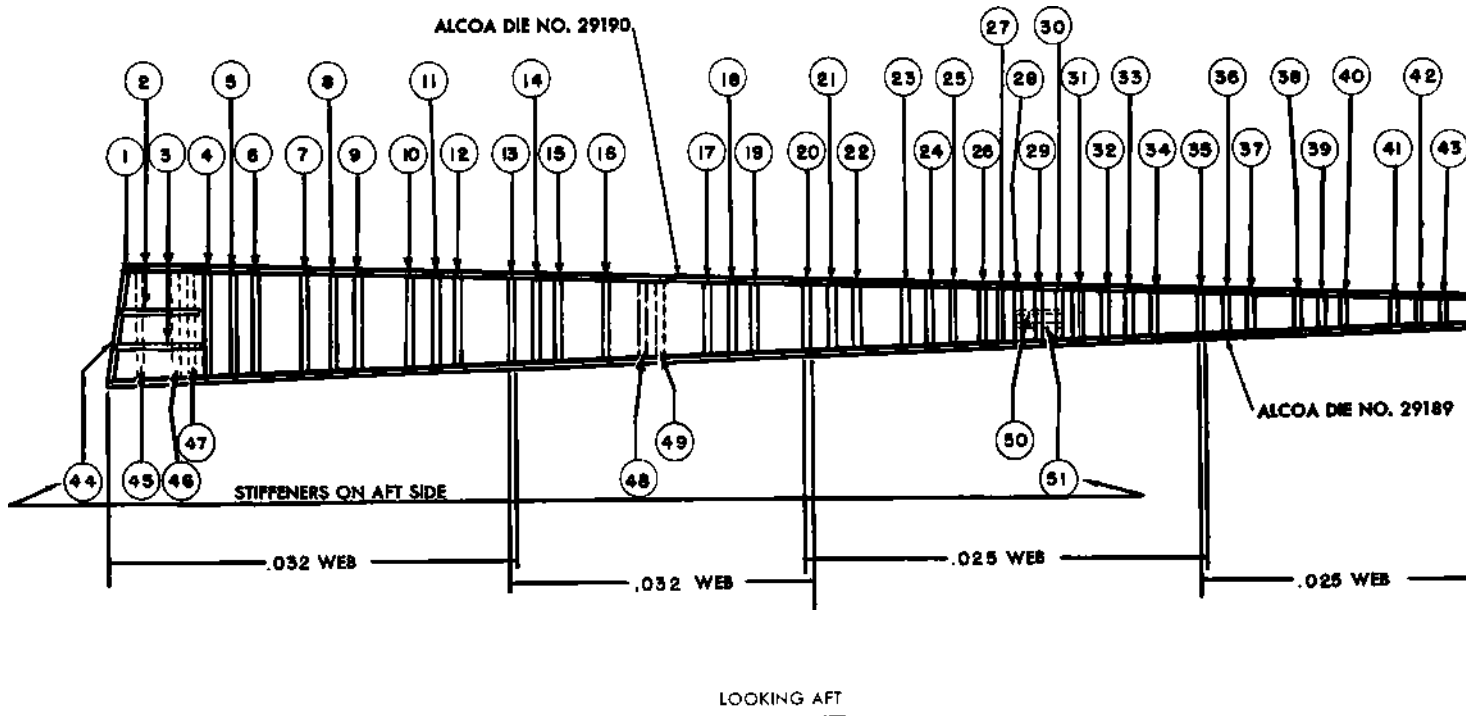 ALCOA DIE NO. 29190
27 30
2 5 8 11 14 18 21 23 25 28 31 33 36 38 40 42
1 3 4 6 7 9 10 12 13 15 16 17 19 20 22 24 26 29 32 34 35 37 39 41 43
ALCOA DIE NO. 29189
47 49 50
44 45 46 48 51
STIFFENERS ON AFT SIDE
.032 WEB .025 WEB
.032 WEB .025 WEB
LOOKING AFT